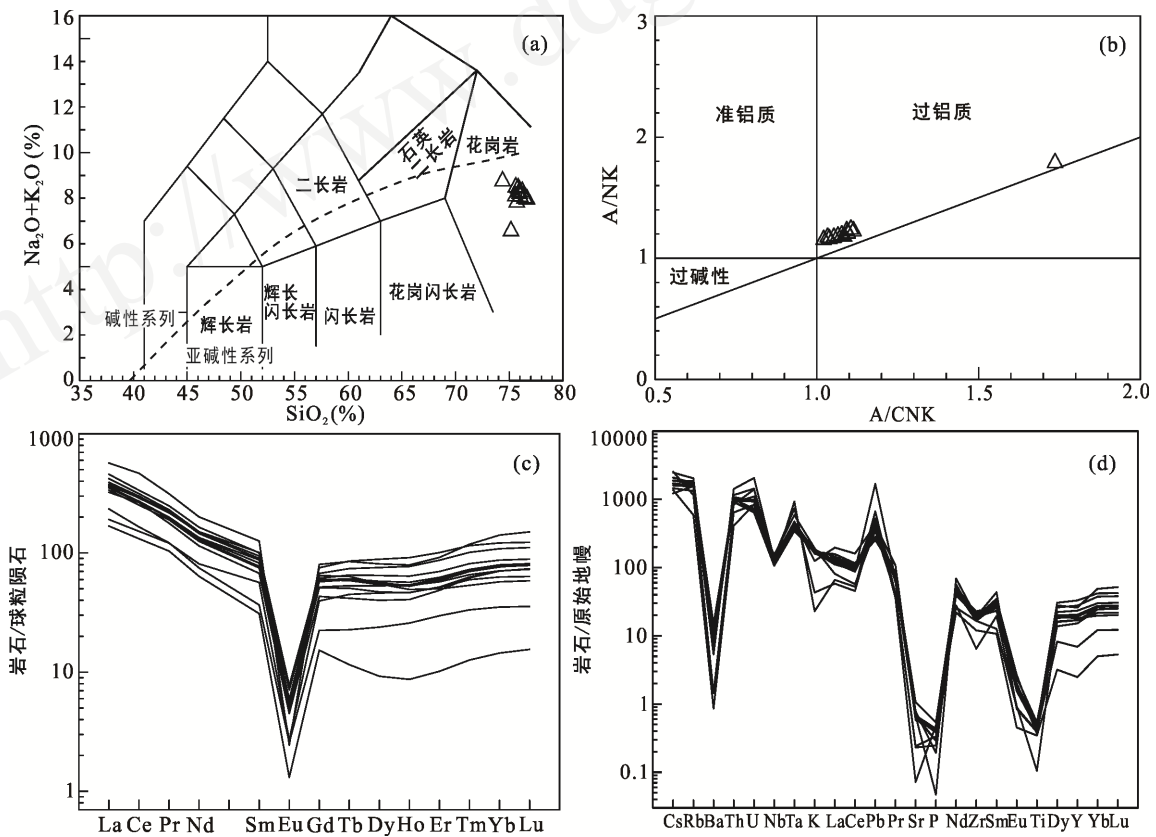 (a)
Na₂O+K₂O (%)
16
14
12
10
8
6
4
2
0
石英
二长岩
花岗岩
二长岩
碱性系列
辉长岩
辉长
闪长岩
闪长岩
花岗闪长岩
亚碱性系列
35 40 45 50 55 60 65 70 75 80
SiO₂(%)
(b)
A/NK
3
2
1
0
准铝质
过铝质
过碱性
0.5 1.0 1.5 2.0
A/CNK
(c)
岩石/球粒陨石
1000
100
10
1
La Ce Pr Nd Sm Eu Gd Tb Dy Ho Er Tm Yb Lu
(d)
岩石/原始地幔
10000
1000
100
10
1
0.1
Cs Rb Ba Th U Nb Ta K La Ce Pb Pr Sr P Nd Zr Sm Eu Ti Dy Y Yb Lu
http://www.ddg